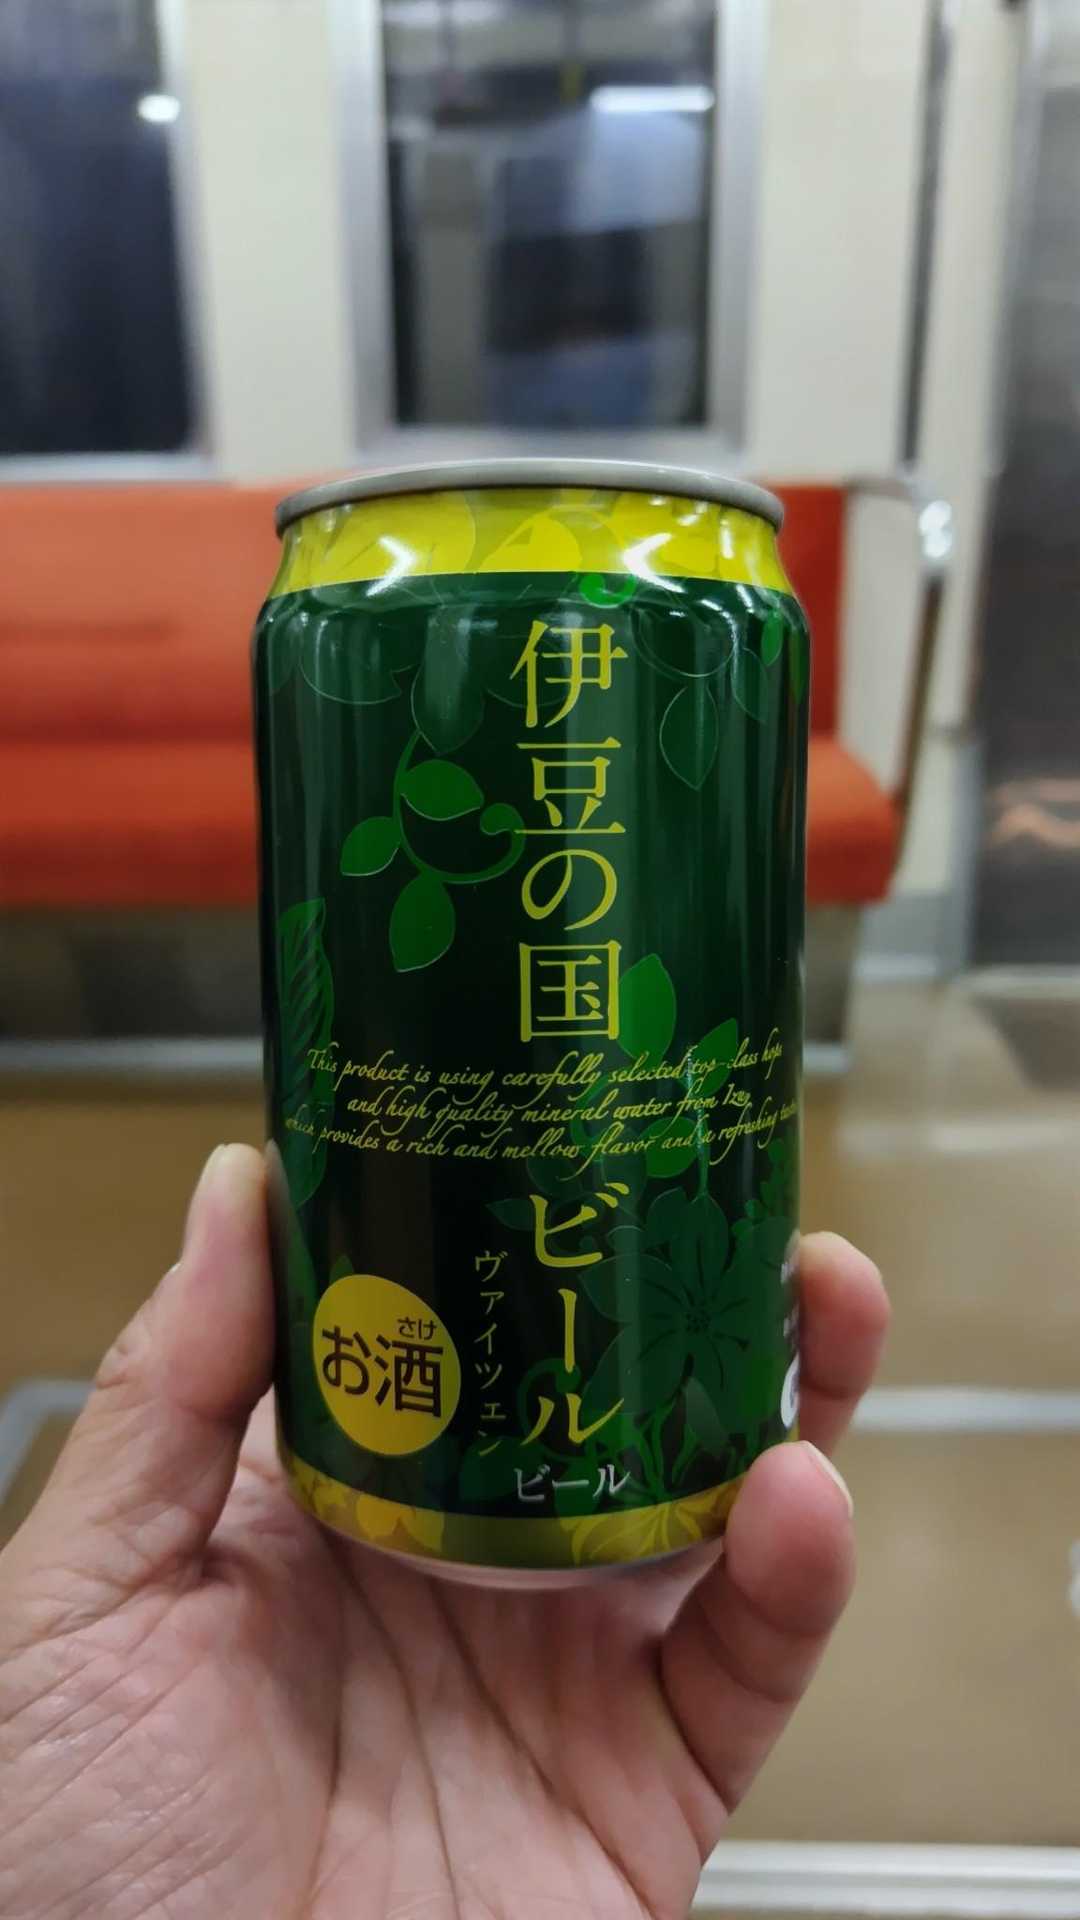 伊豆の国
This product is using carefully selected top-class hops
and high quality mineral water from Izu,
which provides a rich and mellow flavor and a refreshing taste
ビール
ヴァイツェン
さけ
お酒
ビール